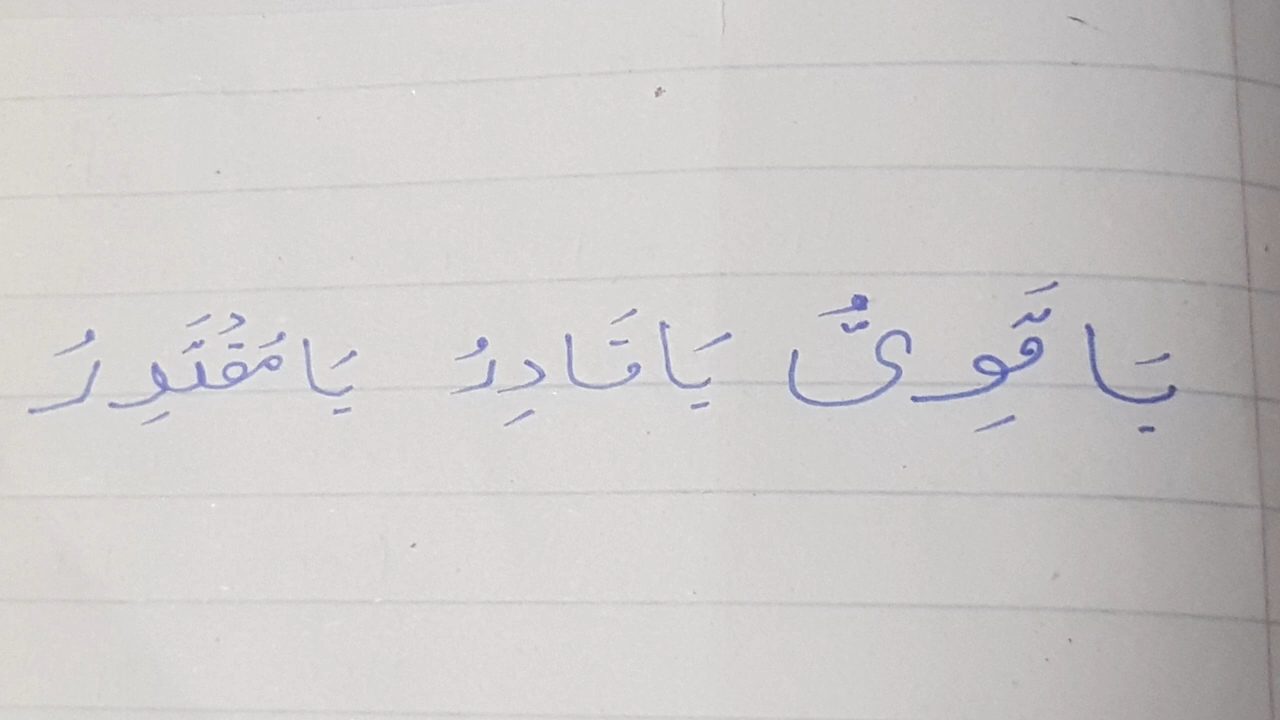 يَا قَوِىُّ يَا قَادِرُ يَا مُقْتَدِرُ